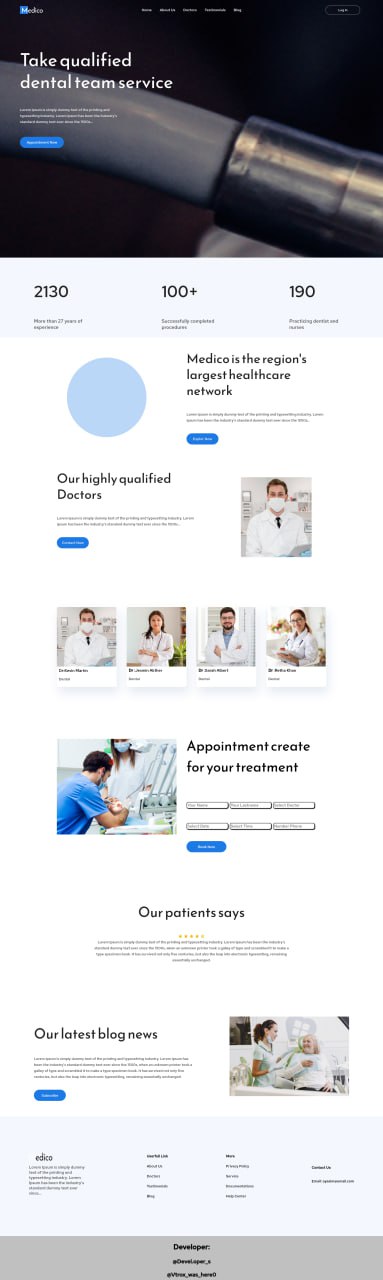 Medico
Home About Us Doctors Testimonials Blog
Log In
Take qualified
dental team service
Lorem Ipsum is simply dummy text of the printing and
typesetting industry. Lorem Ipsum has been the industry's
standard dummy text ever since the 1500s...
Appointment Now
2130
More than 27 years of
experience
100+
Successfully completed
procedures
190
Practicing dentist and
nurses
Medico is the region's
largest healthcare
network
Lorem Ipsum is simply dummy text of the printing and typesetting industry. Lorem
Ipsum has been the industry's standard dummy text ever since the 1500s...
Our highly qualified
Doctors
Lorem Ipsum is simply dummy text of the printing and typesetting industry. Lorem
Ipsum has been the industry's standard dummy text ever since the 1500s...
Contact Now
Dentist
Dentist
Dr. Sarah Albert
Dentist
Dentist
Appointment create
for your treatment
Your Name Your Lastname Select Doctor
Select Date Select Time Number Phone
Book Now
Our patients says
Lorem Ipsum is simply dummy text of the printing and typesetting industry. Lorem Ipsum has been the industry's
standard dummy text ever since the 1500s, when an unknown printer took a galley of type and scrambled it to make a type
specimen book. It has survived not only five centuries, but also the leap into electronic typesetting, remaining
essentially unchanged.
Our latest blog news
Lorem Ipsum is simply dummy text of the printing and typesetting industry. Lorem Ipsum has
been the industry's standard dummy text ever since the 1500s, when an unknown printer took a
galley of type and scrambled it to make a type specimen book. It has survived not only five
centuries, but also the leap into electronic typesetting, remaining essentially unchanged.
Subscribe
edico
Lorem Ipsum is simply dummy
text of the printing and
typesetting industry. Lorem
Ipsum has been the industry's
standard dummy text ever
since 1500s...
Userfull Link
About Us
Doctors
Testimonials
Blog
More
Privacy Policy
Service
Documentations
Help Center
Contact Us
Developer:
@Developer_s
@Vtrox_was_here0